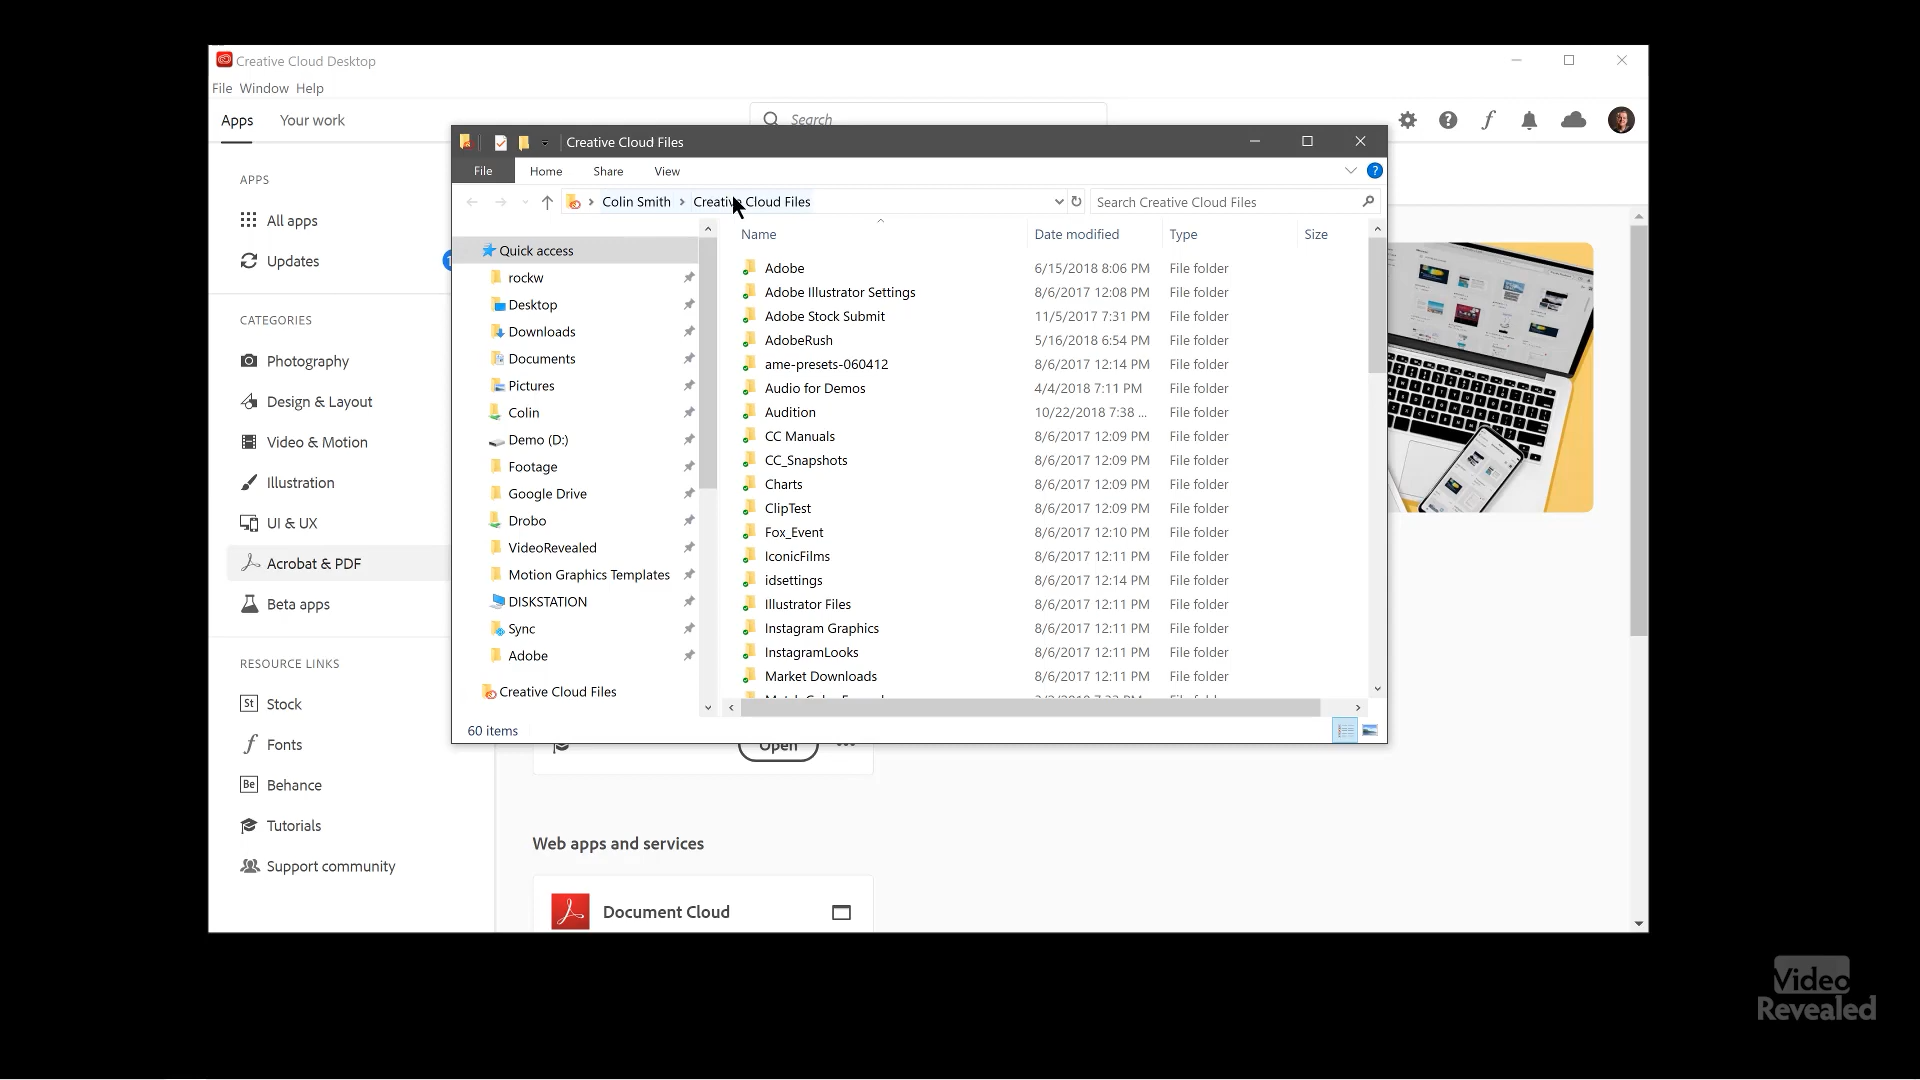 Creative Cloud Desktop
File Window Help
Apps Your work
Search
Creative Cloud Files
File Home Share View
Colin Smith > Creative Cloud Files
Search Creative Cloud Files
APPS
All apps
Updates
CATEGORIES
Photography
Design & Layout
Video & Motion
Illustration
UI & UX
Acrobat & PDF
Beta apps
RESOURCE LINKS
St Stock
Fonts
Be Behance
Tutorials
Support community
Quick access
rockw
Desktop
Downloads
Documents
Pictures
Colin
Demo (D:)
Footage
Google Drive
Drobo
VideoRevealed
Motion Graphics Templates
DISKSTATION
Sync
Adobe
Creative Cloud Files
Name Date modified Type Size
Adobe 6/15/2018 8:06 PM File folder
Adobe Illustrator Settings 8/6/2017 12:08 PM File folder
Adobe Stock Submit 11/5/2017 7:31 PM File folder
AdobeRush 5/16/2018 6:54 PM File folder
ame-presets-060412 8/6/2017 12:14 PM File folder
Audio for Demos 4/4/2018 7:11 PM File folder
Audition 10/22/2018 7:38 ... File folder
CC Manuals 8/6/2017 12:09 PM File folder
CC_Snapshots 8/6/2017 12:09 PM File folder
Charts 8/6/2017 12:09 PM File folder
ClipTest 8/6/2017 12:09 PM File folder
Fox_Event 8/6/2017 12:10 PM File folder
IconicFilms 8/6/2017 12:11 PM File folder
idsettings 8/6/2017 12:14 PM File folder
Illustrator Files 8/6/2017 12:11 PM File folder
Instagram Graphics 8/6/2017 12:11 PM File folder
InstagramLooks 8/6/2017 12:11 PM File folder
Market Downloads 8/6/2017 12:11 PM File folder
60 items
Open
Web apps and services
Document Cloud
Video
Revealed